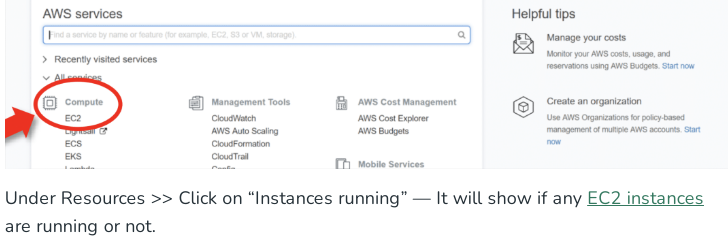 AWS services
Find a service by name or feature (for example, EC2, S3 or VM, storage).
Recently visited services
All services
Compute
EC2
Lightsail
ECS
EKS
Lambda
Management Tools
CloudWatch
AWS Auto Scaling
CloudFormation
CloudTrail
Config
AWS Cost Management
AWS Cost Explorer
AWS Budgets
Mobile Services
Helpful tips
Manage your costs
Monitor your AWS costs, usage, and
reservations using AWS Budgets. Start now
Create an organization
Use AWS Organizations for policy-based
management of multiple AWS accounts. Start
now
Under Resources >> Click on “Instances running” — It will show if any EC2 instances
are running or not.